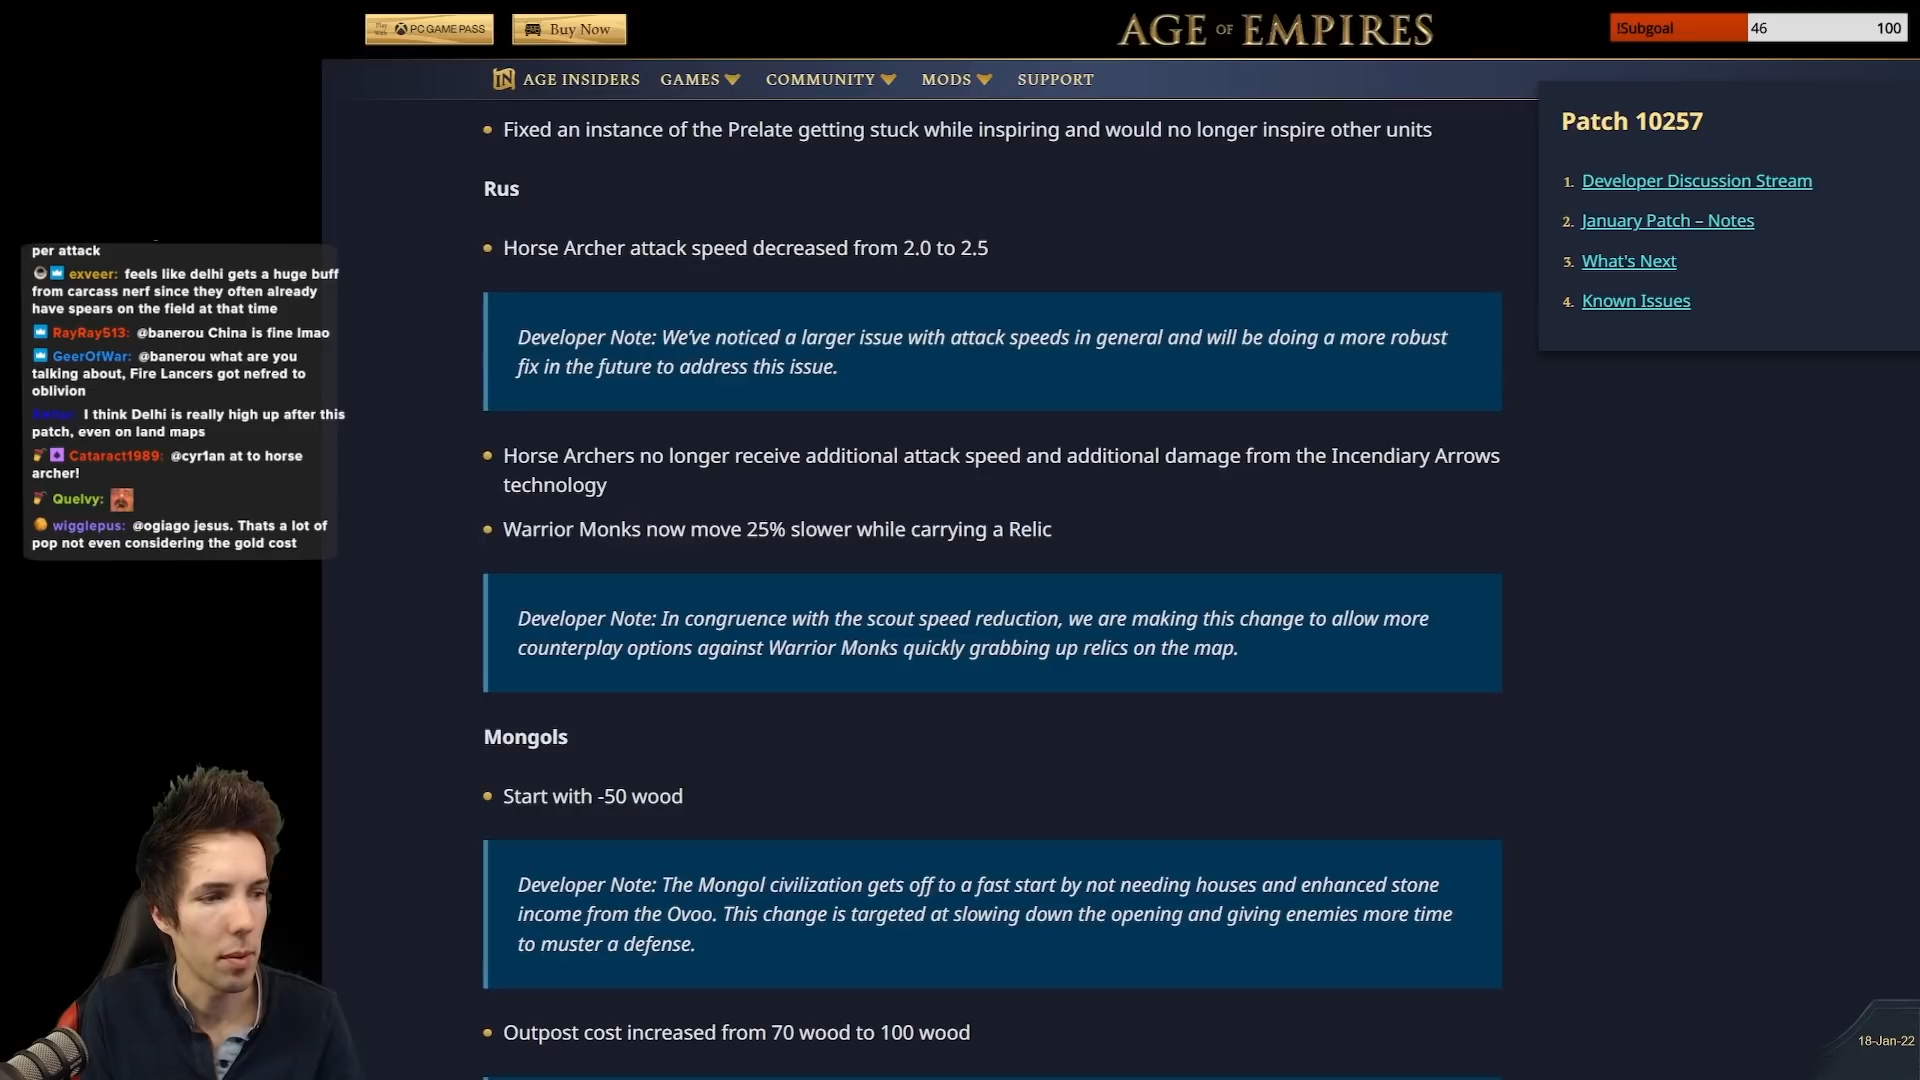 Play With PC GAME PASS
Buy Now
AGE OF EMPIRES
!Subgoal 46 100
AGE INSIDERS GAMES COMMUNITY MODS SUPPORT
Fixed an instance of the Prelate getting stuck while inspiring and would no longer inspire other units
Rus
Horse Archer attack speed decreased from 2.0 to 2.5
Developer Note: We’ve noticed a larger issue with attack speeds in general and will be doing a more robust
fix in the future to address this issue.
Horse Archers no longer receive additional attack speed and additional damage from the Incendiary Arrows
technology
Warrior Monks now move 25% slower while carrying a Relic
Developer Note: In congruence with the scout speed reduction, we are making this change to allow more
counterplay options against Warrior Monks quickly grabbing up relics on the map.
Mongols
Start with -50 wood
Developer Note: The Mongol civilization gets off to a fast start by not needing houses and enhanced stone
income from the Ovoo. This change is targeted at slowing down the opening and giving enemies more time
to muster a defense.
Outpost cost increased from 70 wood to 100 wood
Patch 10257
1. Developer Discussion Stream
2. January Patch – Notes
3. What's Next
4. Known Issues
per attack
exveer: feels like delhi gets a huge buff
from carcass nerf since they often already
have spears on the field at that time
RayRay513: @banerou China is fine lmao
GeerOfWar: @banerou what are you
talking about, Fire Lancers got nefred to
oblivion
I think Delhi is really high up after this
patch, even on land maps
Cataract1989: @cyr1an at to horse
archer!
Quelvy:
wigglepus: @ogiago jesus. Thats a lot of
pop not even considering the gold cost
18-Jan-22